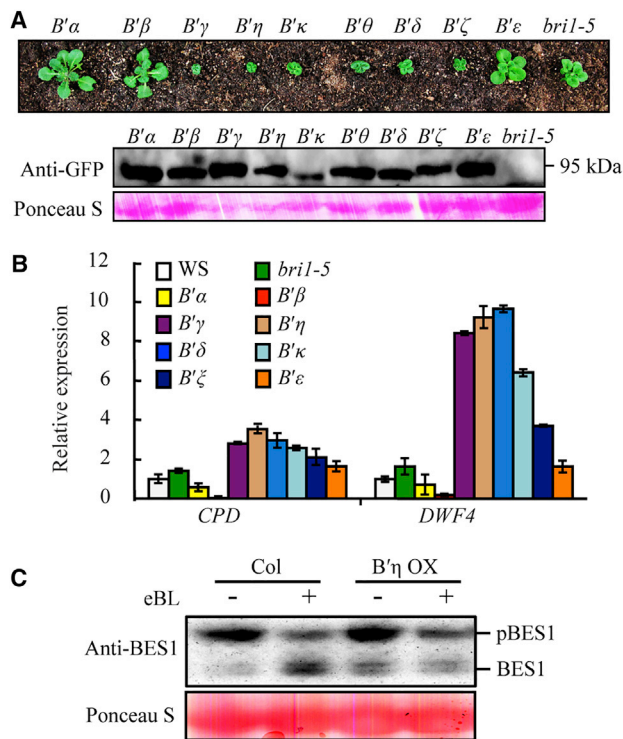 A
B'α B'β B'γ B'η B'κ B'θ B'δ B'ζ B'ε bri1-5
B'α B'β B'γ B'η B'κ B'θ B'δ B'ζ B'ε bri1-5
Anti-GFP 95 kDa
Ponceau S
B
12
10
8
6
4
2
0
Relative expression
WS bri1-5
B'α B'β
B'γ B'η
B'δ B'κ
B'ξ B'ε
CPD DWF4
C
Col B'η OX
eBL - + - +
Anti-BES1
pBES1
BES1
Ponceau S